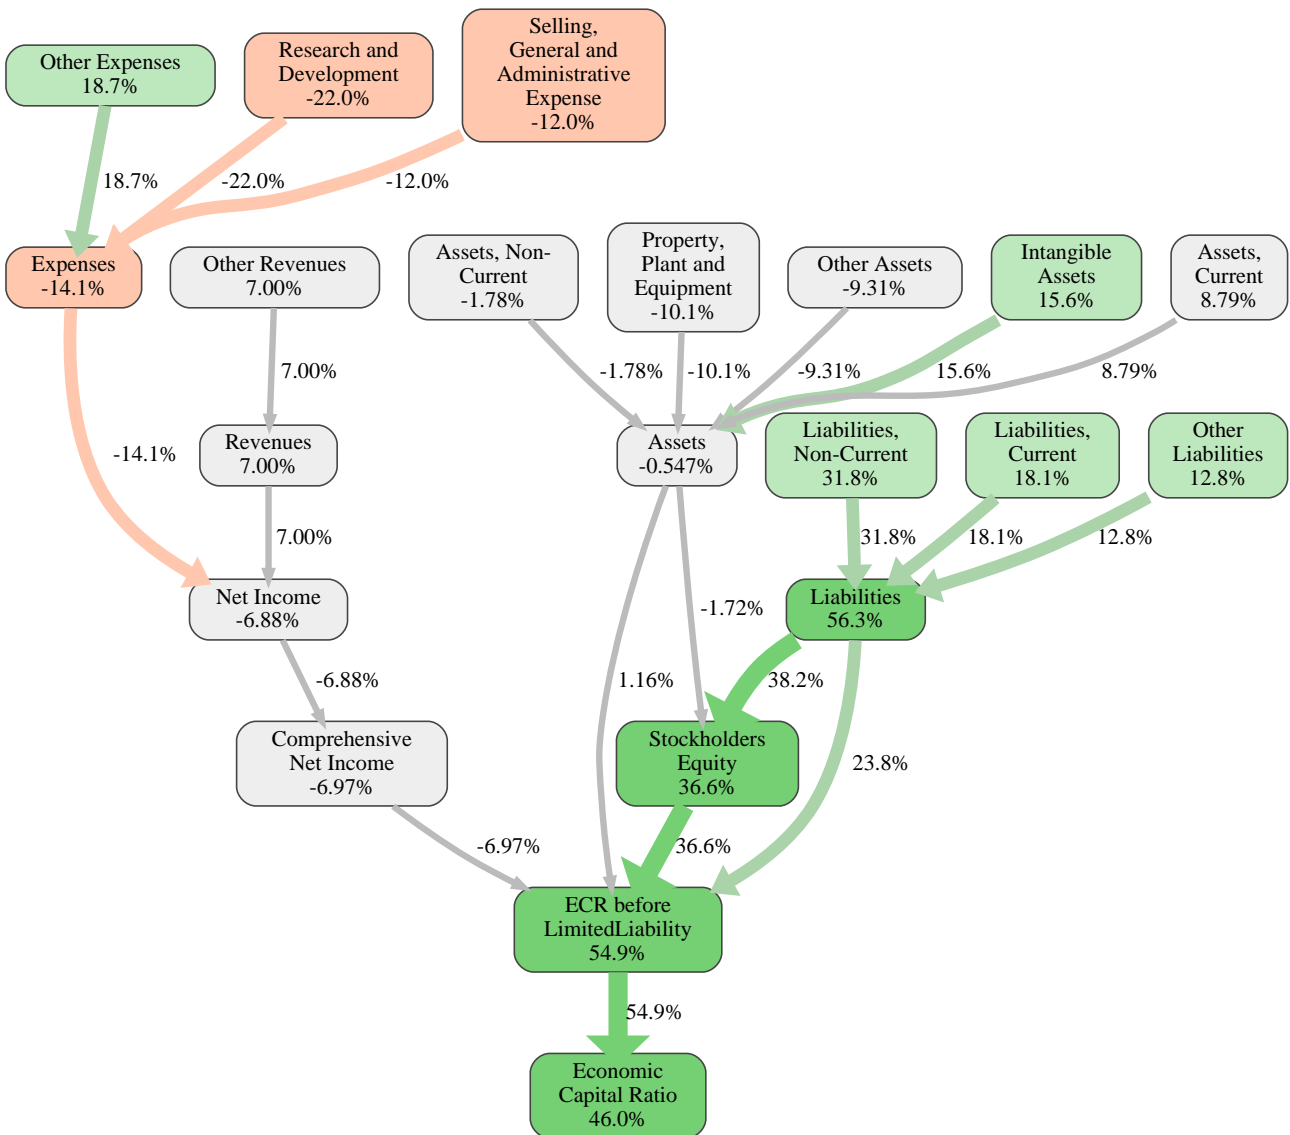 Other Expenses
18.7%
Research and
Development
-22.0%
Selling,
General and
Administrative
Expense
-12.0%
18.7%
-22.0%
-12.0%
Expenses
-14.1%
Other Revenues
7.00%
Assets, Non-
Current
-1.78%
Property,
Plant and
Equipment
-10.1%
Other Assets
-9.31%
Intangible
Assets
15.6%
Assets,
Current
8.79%
7.00%
-1.78%
-10.1%
-9.31%
15.6%
8.79%
-14.1%
Revenues
7.00%
Assets
-0.547%
Liabilities,
Non-Current
31.8%
Liabilities,
Current
18.1%
Other
Liabilities
12.8%
7.00%
31.8%
18.1%
12.8%
Net Income
-6.88%
-1.72%
Liabilities
56.3%
-6.88%
1.16%
38.2%
Comprehensive
Net Income
-6.97%
Stockholders
Equity
36.6%
23.8%
-6.97%
36.6%
ECR before
LimitedLiability
54.9%
54.9%
Economic
Capital Ratio
46.0%